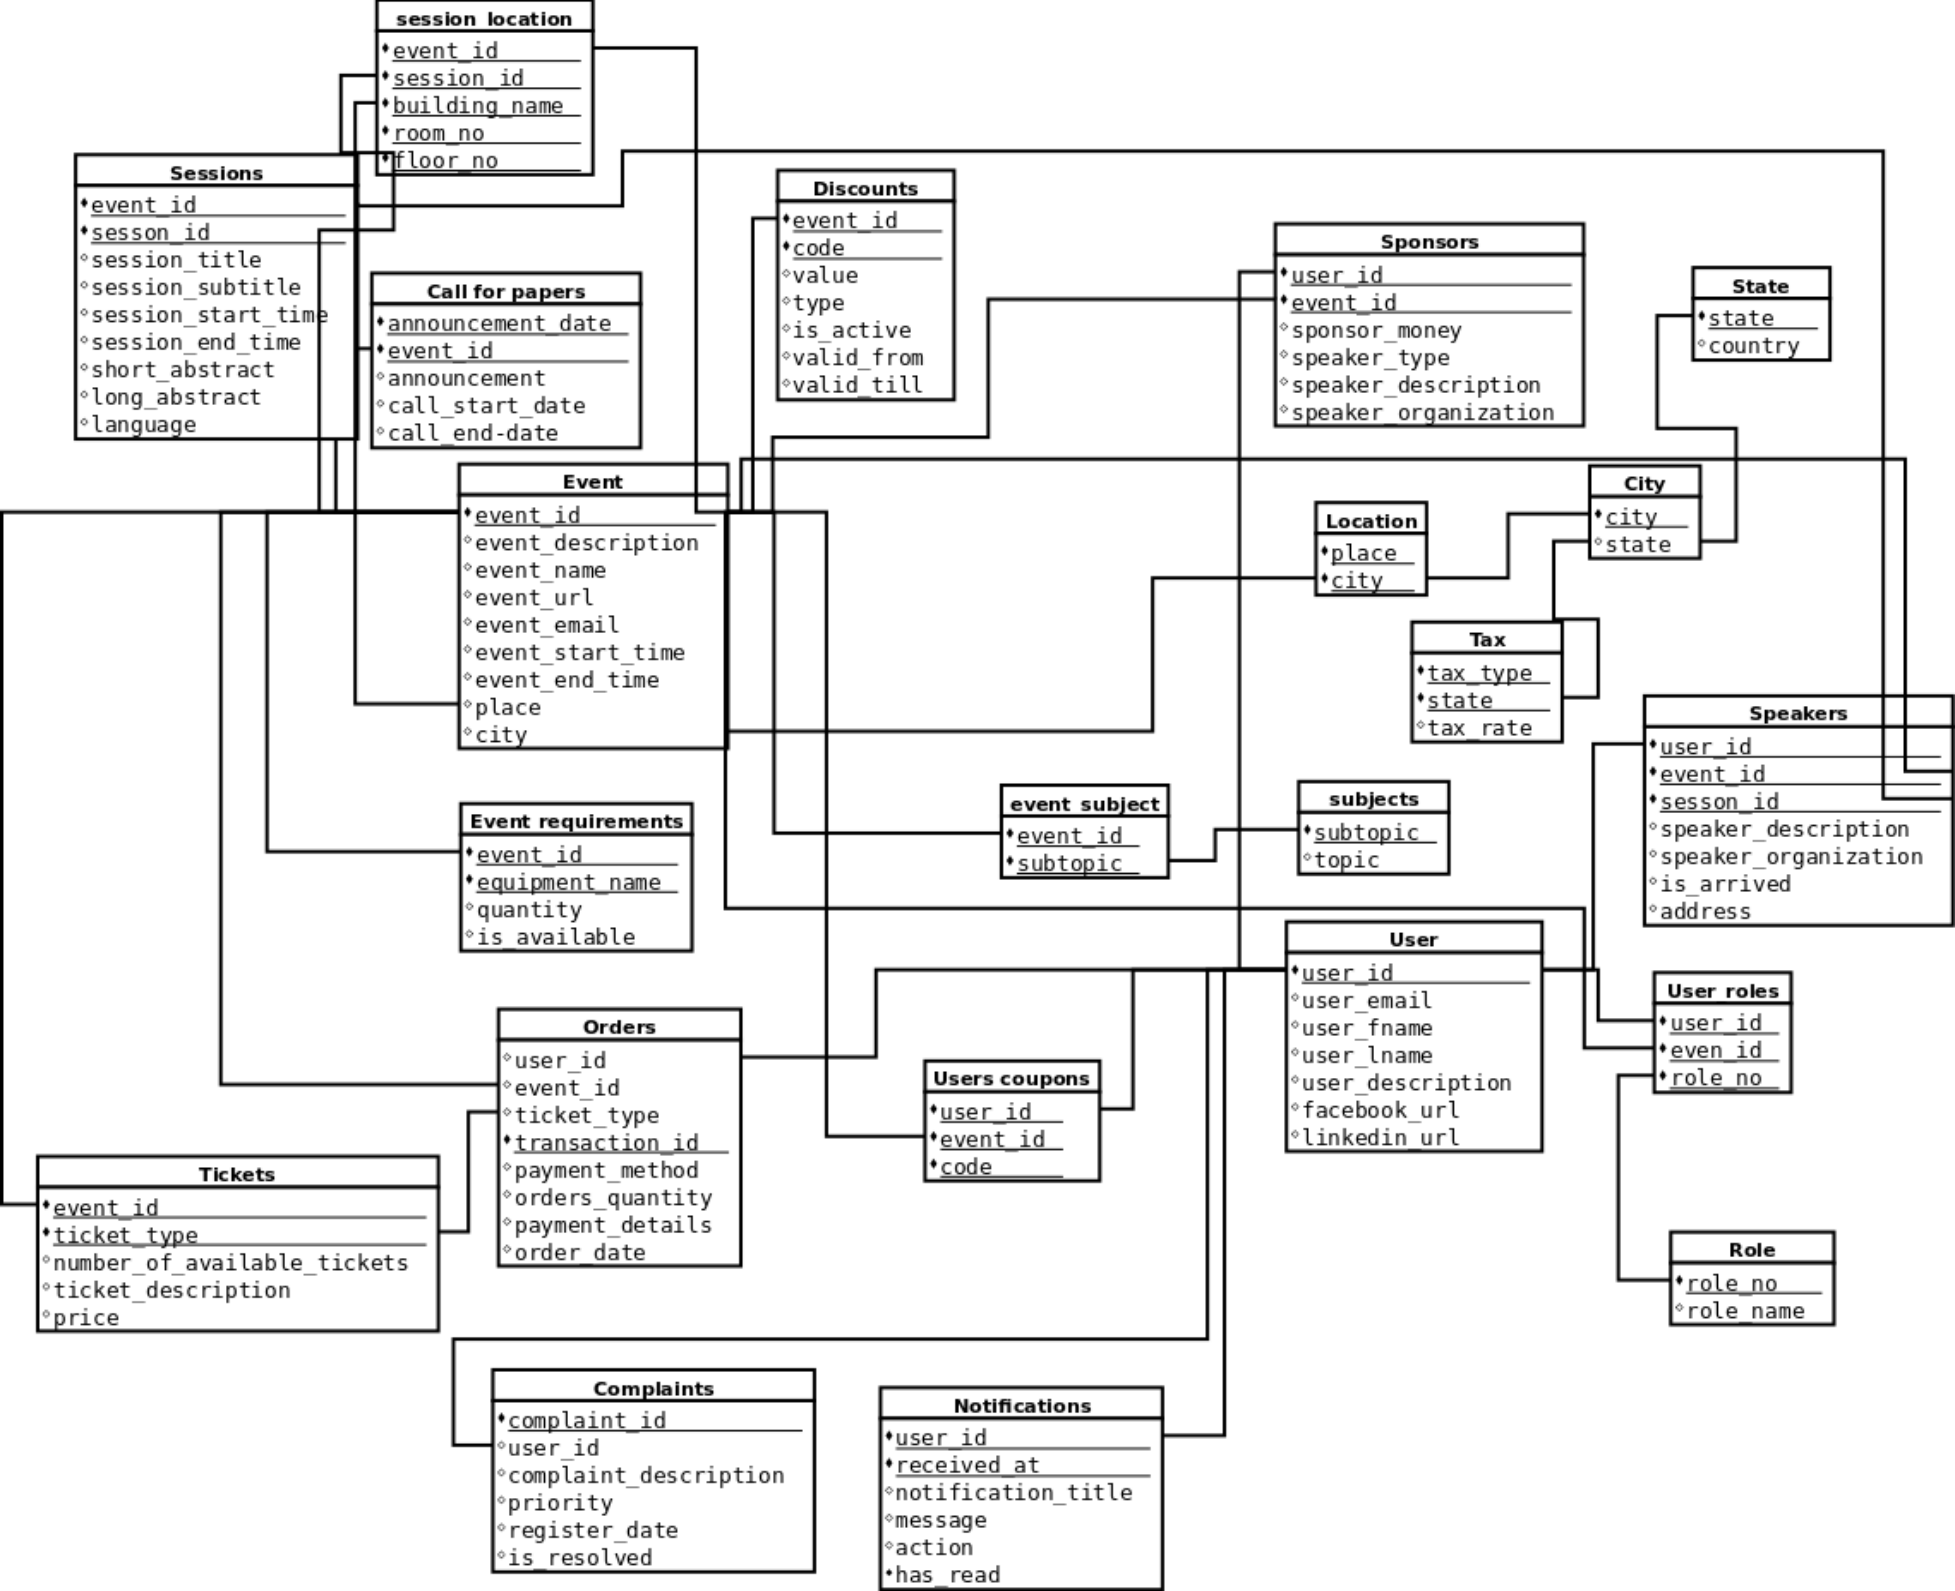 session location
event_id
session_id
building_name
room_no
floor_no
Sessions
event_id
sesson_id
session_title
session_subtitle
session_start_time
session_end_time
short_abstract
long_abstract
language
Call for papers
announcement_date
event_id
announcement
call_start_date
call_end-date
Discounts
event_id
code
value
type
is_active
valid_from
valid_till
Sponsors
user_id
event_id
sponsor_money
speaker_type
speaker_description
speaker_organization
State
state
country
Event
event_id
event_description
event_name
event_url
event_email
event_start_time
event_end_time
place
city
Location
place
city
City
city
state
Tax
tax_type
state
tax_rate
Speakers
user_id
event_id
sesson_id
speaker_description
speaker_organization
is_arrived
address
Event requirements
event_id
equipment_name
quantity
is_available
event subject
event_id
subtopic
subjects
subtopic
topic
User
user_id
user_email
user_fname
user_lname
user_description
facebook_url
linkedin_url
User roles
user_id
even_id
role_no
Orders
user_id
event_id
ticket_type
transaction_id
payment_method
orders_quantity
payment_details
order_date
Users coupons
user_id
event_id
code
Tickets
event_id
ticket_type
number_of_available_tickets
ticket_description
price
Role
role_no
role_name
Complaints
complaint_id
user_id
complaint_description
priority
register_date
is_resolved
Notifications
user_id
received_at
notification_title
message
action
has_read